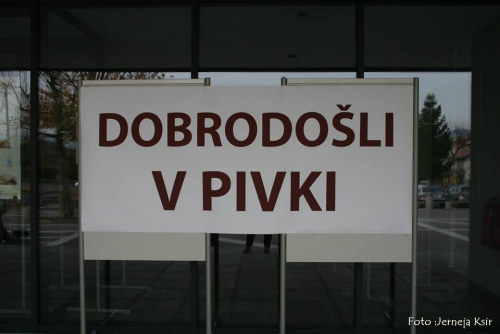 DOBRODOŠLI
V PIVKI
Foto :Jerneja Ksir